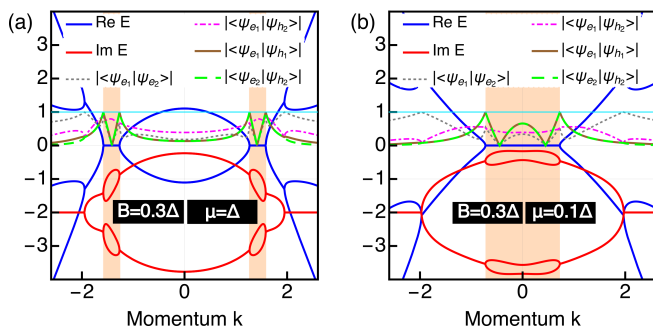 (a)
Re E
Im E
|<ψe1|ψe2>|
|<ψe1|ψh2>|
|<ψe1|ψh1>|
|<ψe2|ψh2>|
4
3
2
1
0
−1
−2
−3
B=0.3Δ
μ=Δ
−2
0
2
Momentum k
(b)
Re E
Im E
|<ψe1|ψe2>|
|<ψe1|ψh2>|
|<ψe1|ψh1>|
|<ψe2|ψh2>|
4
3
2
1
0
−1
−2
−3
B=0.3Δ
μ=0.1Δ
−2
0
2
Momentum k